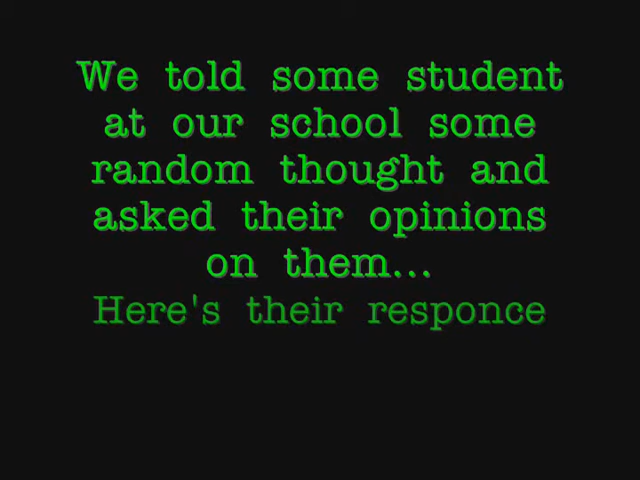 We told some student
at our school some
random thought and
asked their opinions
on them...
Here's their responce